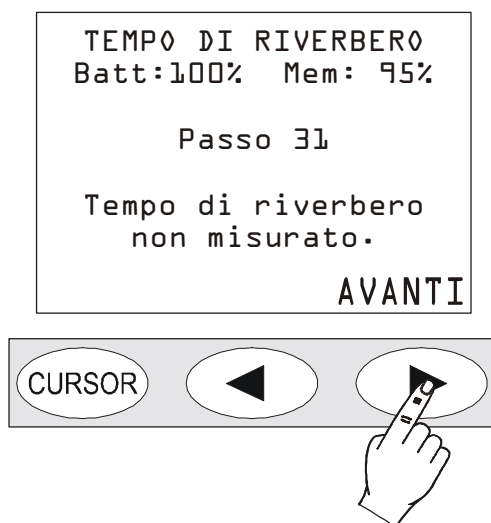 TEMPO DI RIVERBERO
Batt:100% Mem: 95%
Passo 31
Tempo di riverbero
non misurato.
AVANTI
CURSOR